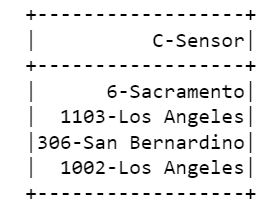 +------------------+
|          C-Sensor|
+------------------+
|      6-Sacramento|
|  1103-Los Angeles|
|306-San Bernardino|
|  1002-Los Angeles|
+------------------+